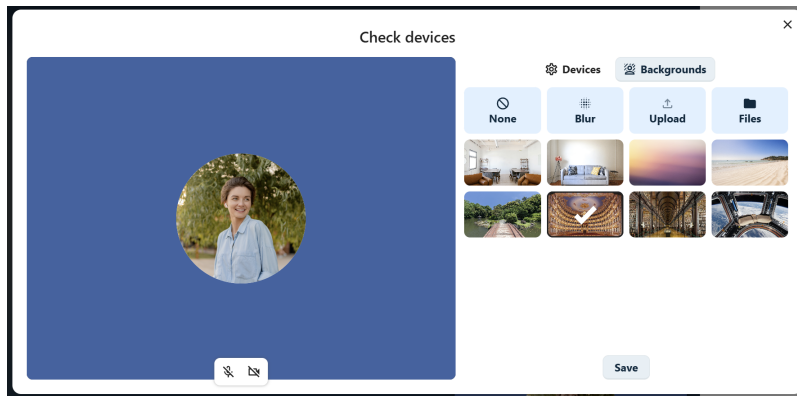 Check devices
Devices
Backgrounds
None
Blur
Upload
Files
Save